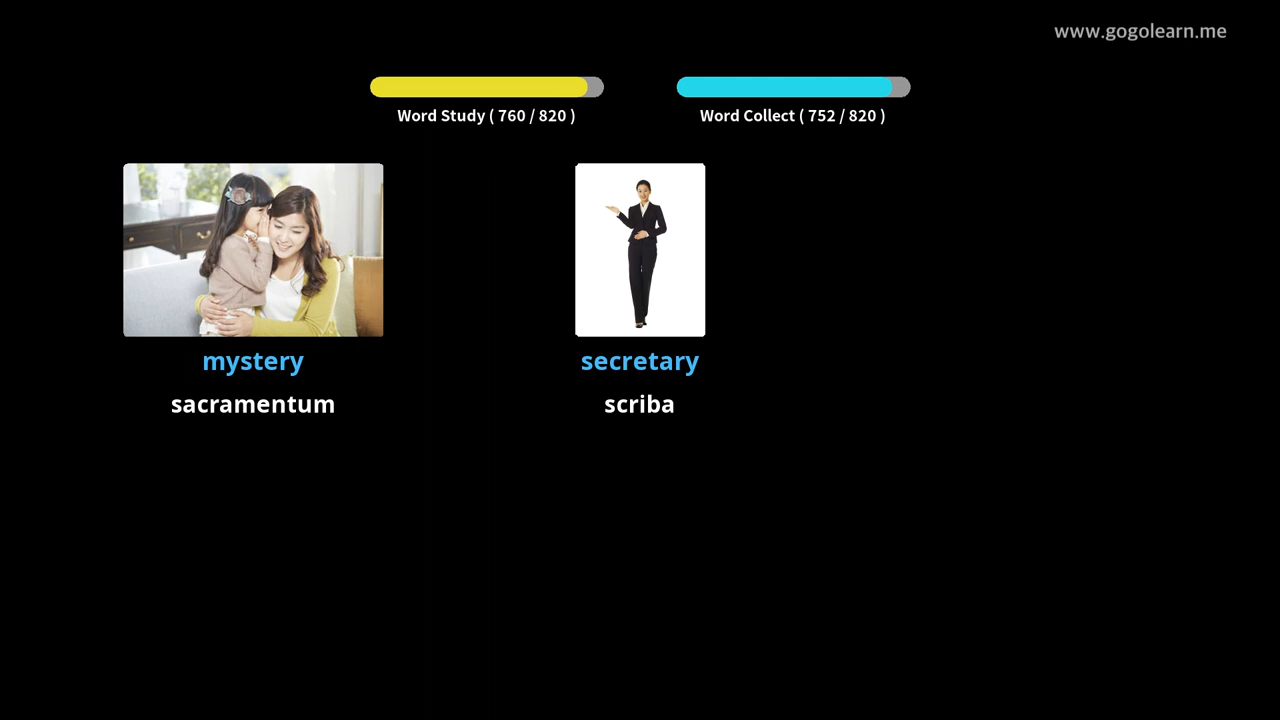 www.gogolearn.me
Word Study ( 760 / 820 )
Word Collect ( 752 / 820 )
mystery
secretary
sacramentum
scriba